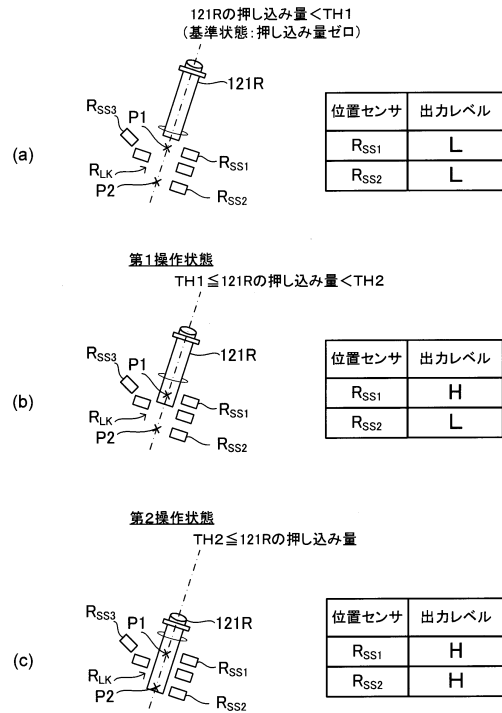 121Rの押し込み量<TH1
(基準状態:押し込み量ゼロ)
121R
RSS3
P1
(a)
RLK
RSS1
P2
RSS2
位置センサ 出力レベル
RSS1 L
RSS2 L
第1操作状態
TH1≦121Rの押し込み量<TH2
RSS3
P1
121R
(b)
RLK
RSS1
P2
RSS2
位置センサ 出力レベル
RSS1 H
RSS2 L
第2操作状態
TH2≦121Rの押し込み量
RSS3
P1
121R
(c)
RLK
RSS1
P2
RSS2
位置センサ 出力レベル
RSS1 H
RSS2 H